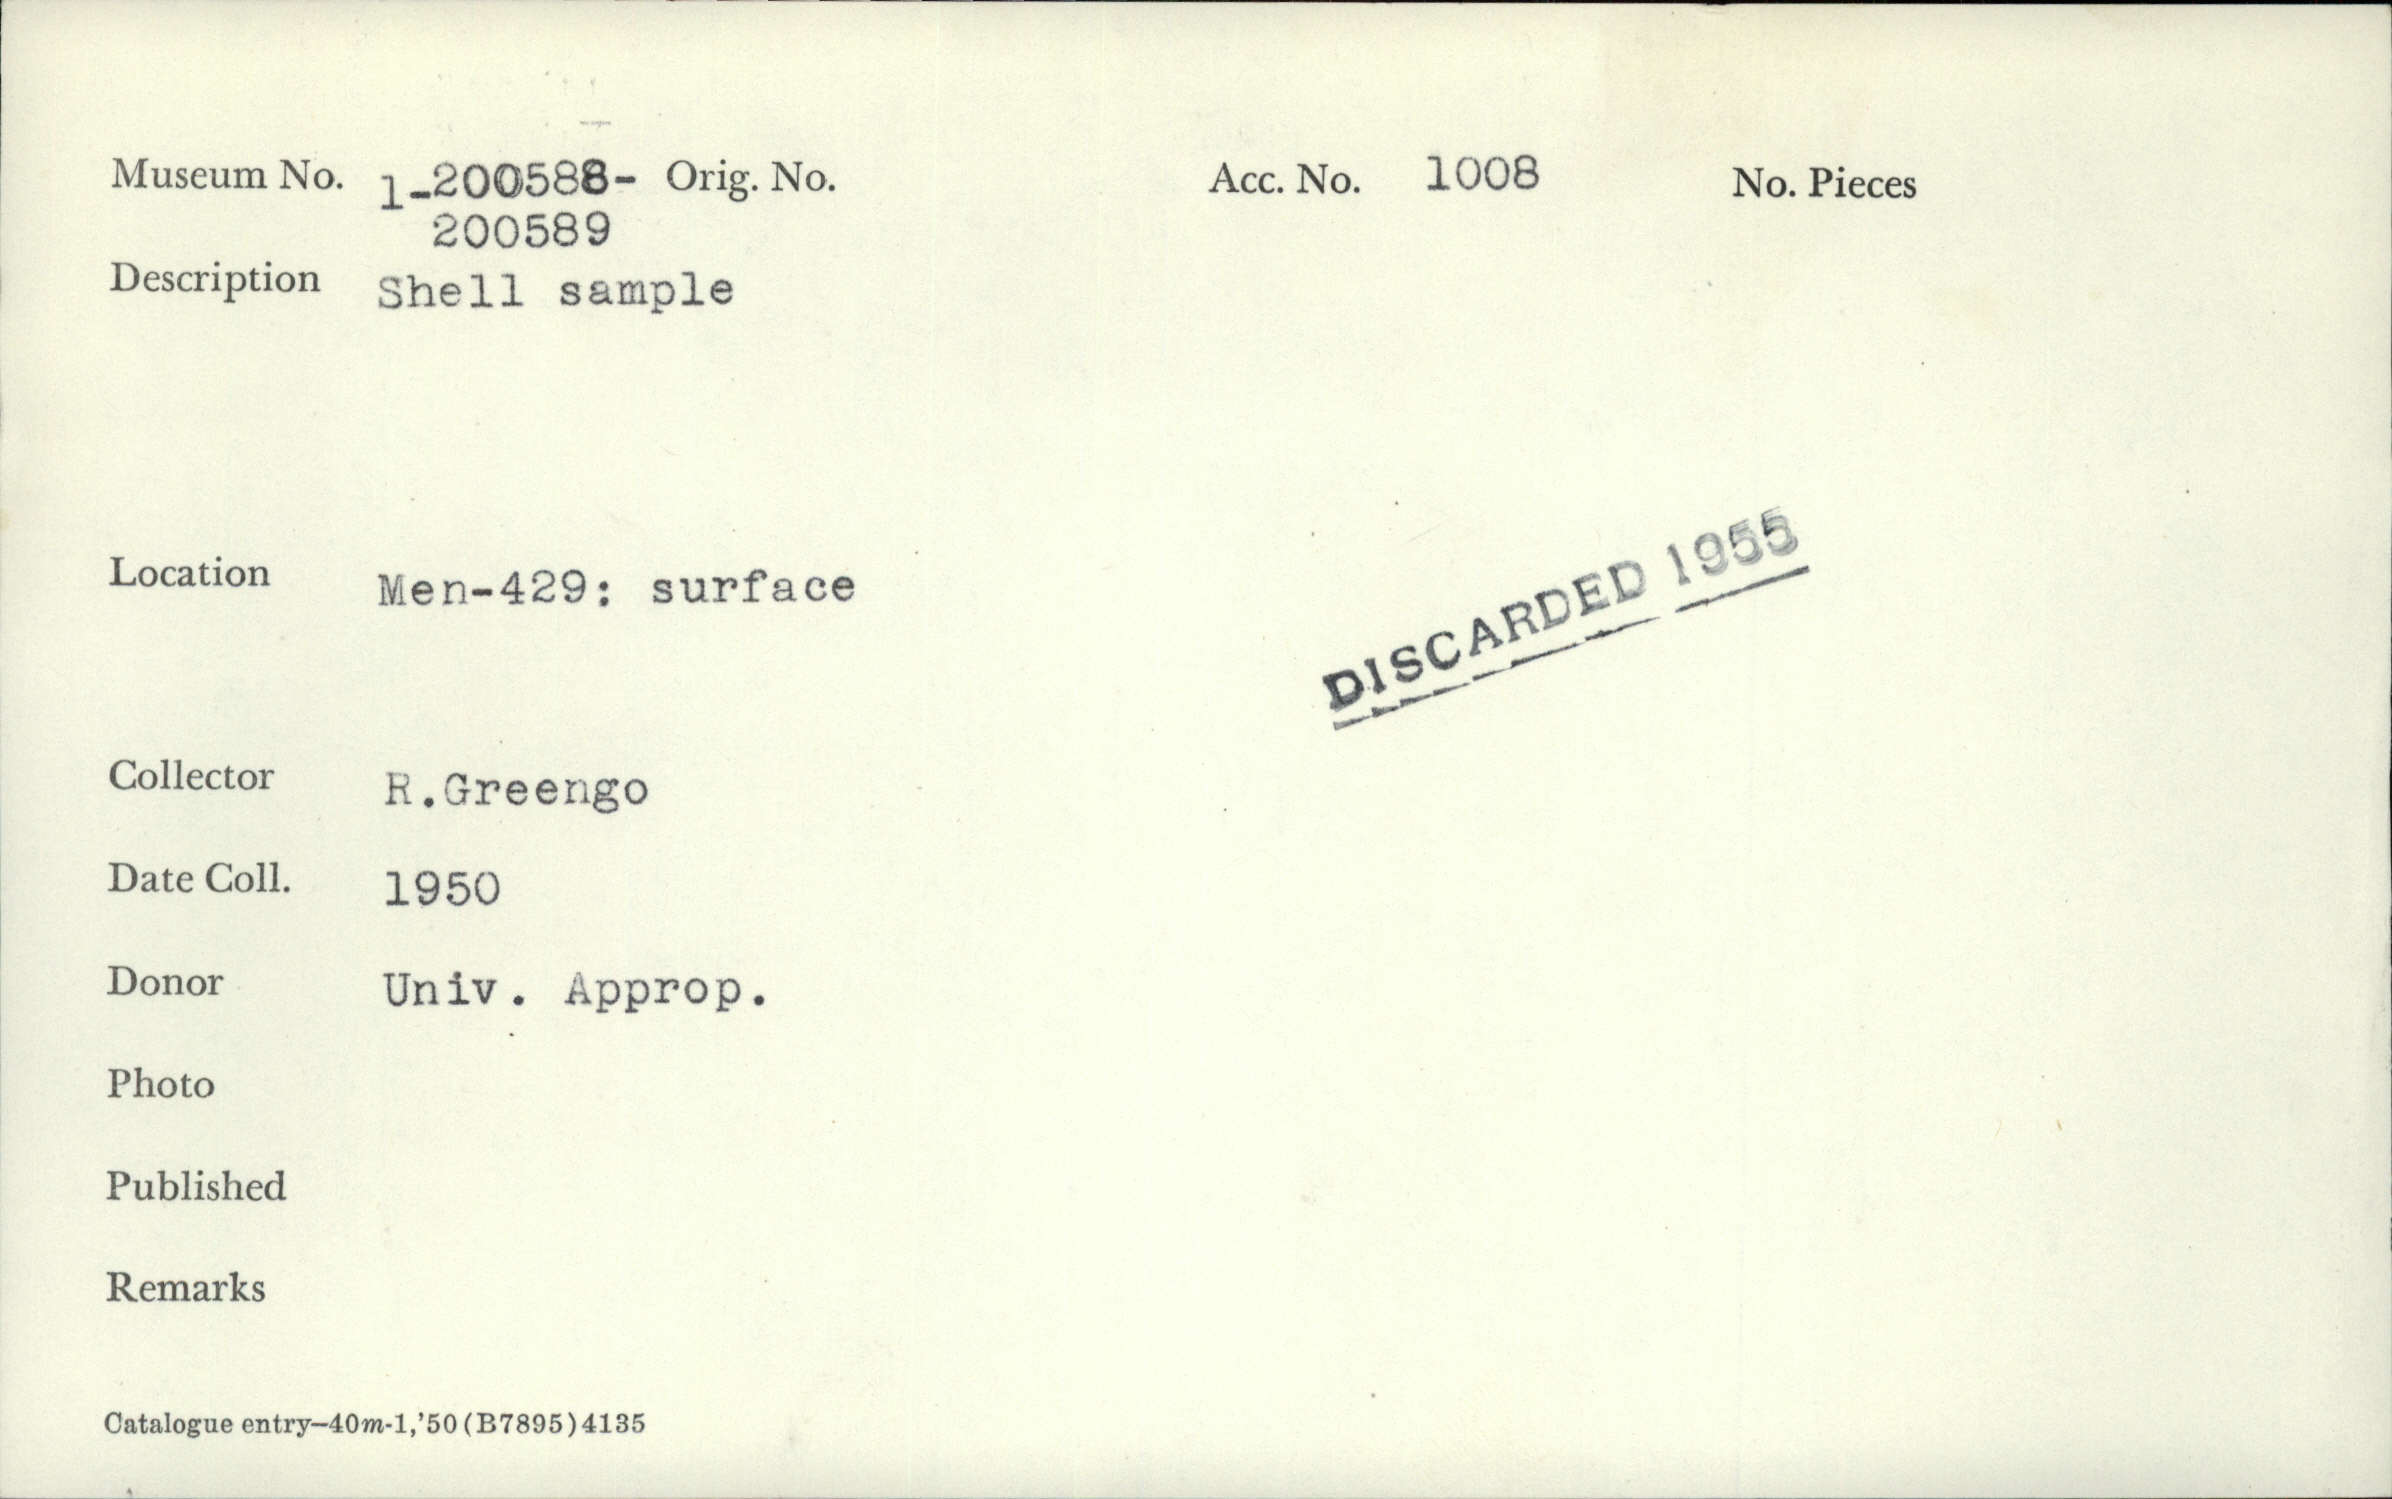 Museum No. 1-200588- Orig. No. Acc. No. 1008 No. Pieces
200589
Description Shell sample
Location Men-429: surface
DISCARDED 1955
Collector R.Greengo
Date Coll. 1950
Donor Univ. Approp.
Photo
Published
Remarks
Catalogue entry—40m-1,'50(B7895)4135